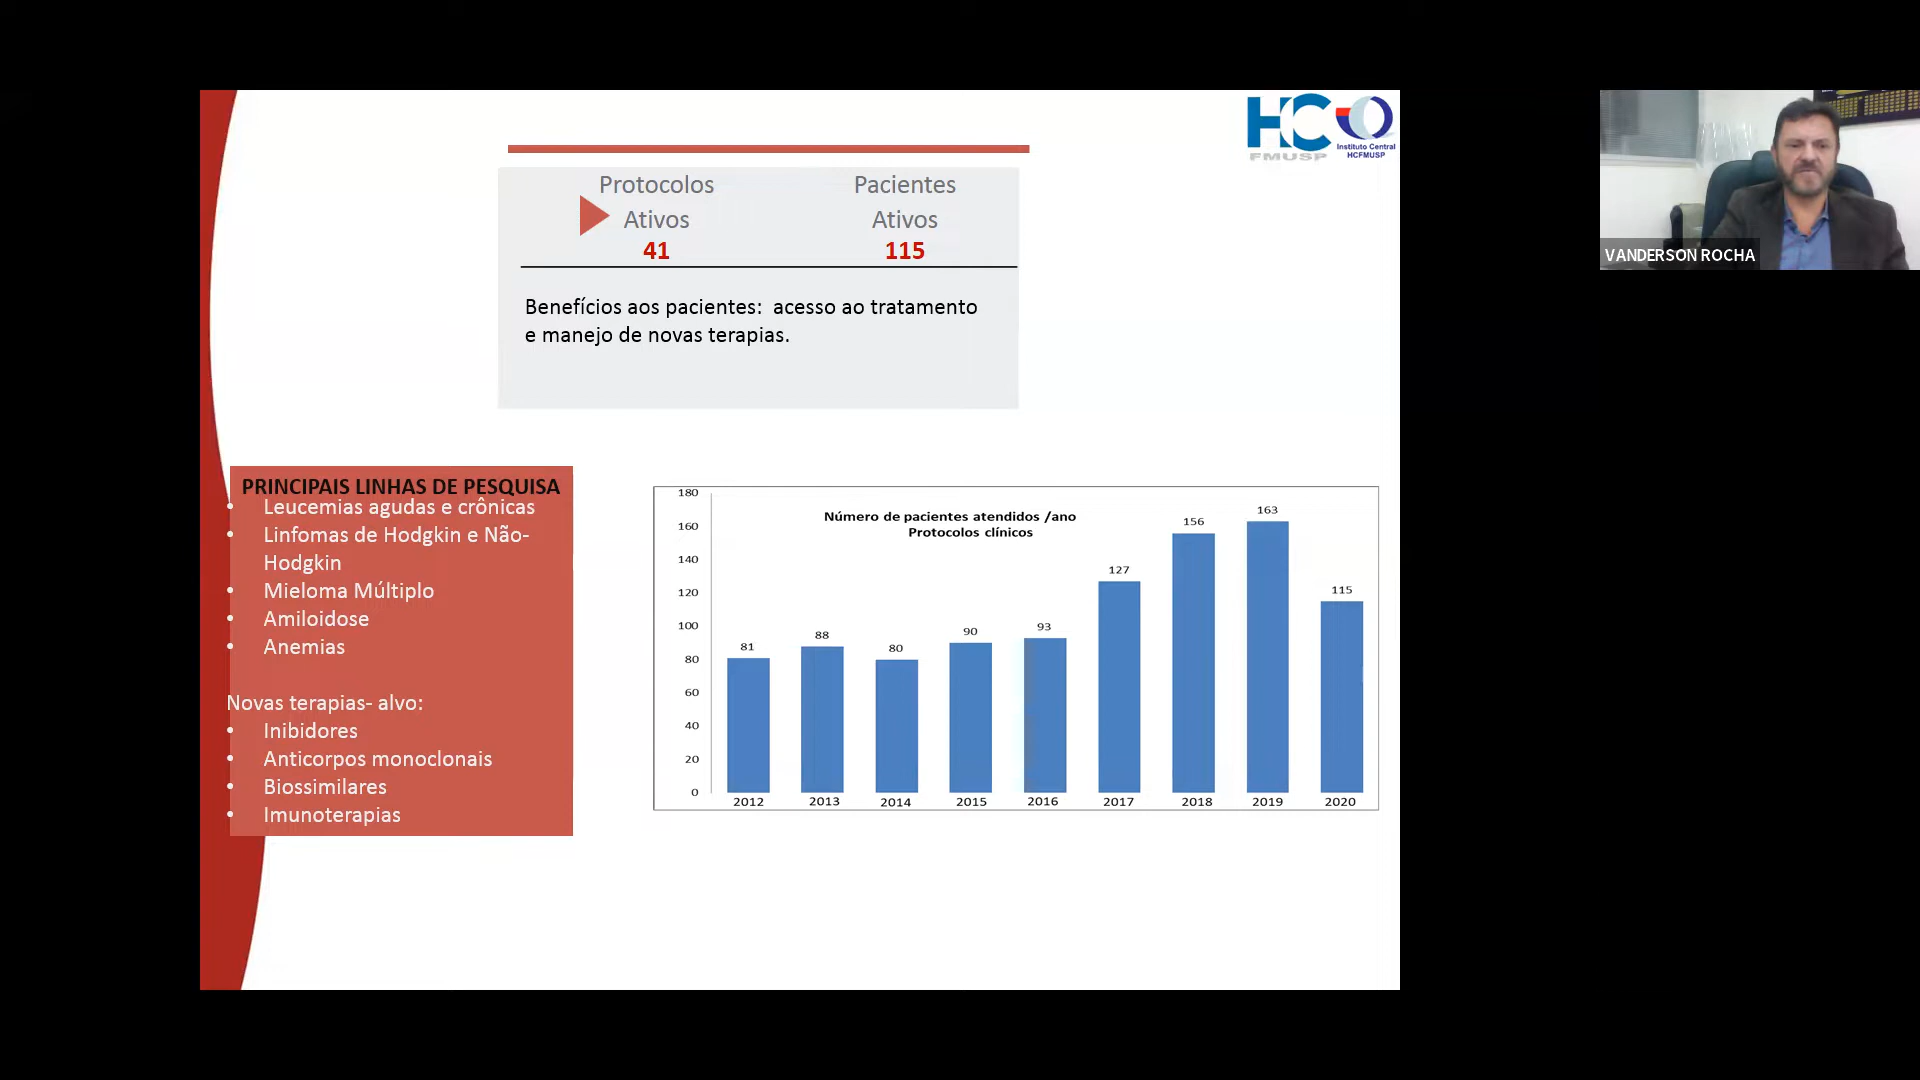 HC
FMUSP
Instituto Central
HCFMUSP
Protocolos
Ativos
41
Pacientes
Ativos
115
Benefícios aos pacientes:  acesso ao tratamento
e manejo de novas terapias.
PRINCIPAIS LINHAS DE PESQUISA
• Leucemias agudas e crônicas
• Linfomas de Hodgkin e Não-
Hodgkin
• Mieloma Múltiplo
• Amiloidose
• Anemias
Novas terapias- alvo:
• Inibidores
• Anticorpos monoclonais
• Biossimilares
• Imunoterapias
Número de pacientes atendidos /ano
Protocolos clínicos
180
160
140
120
100
80
60
40
20
0
81
88
80
90
93
127
156
163
115
2012 2013 2014 2015 2016 2017 2018 2019 2020
VANDERSON ROCHA